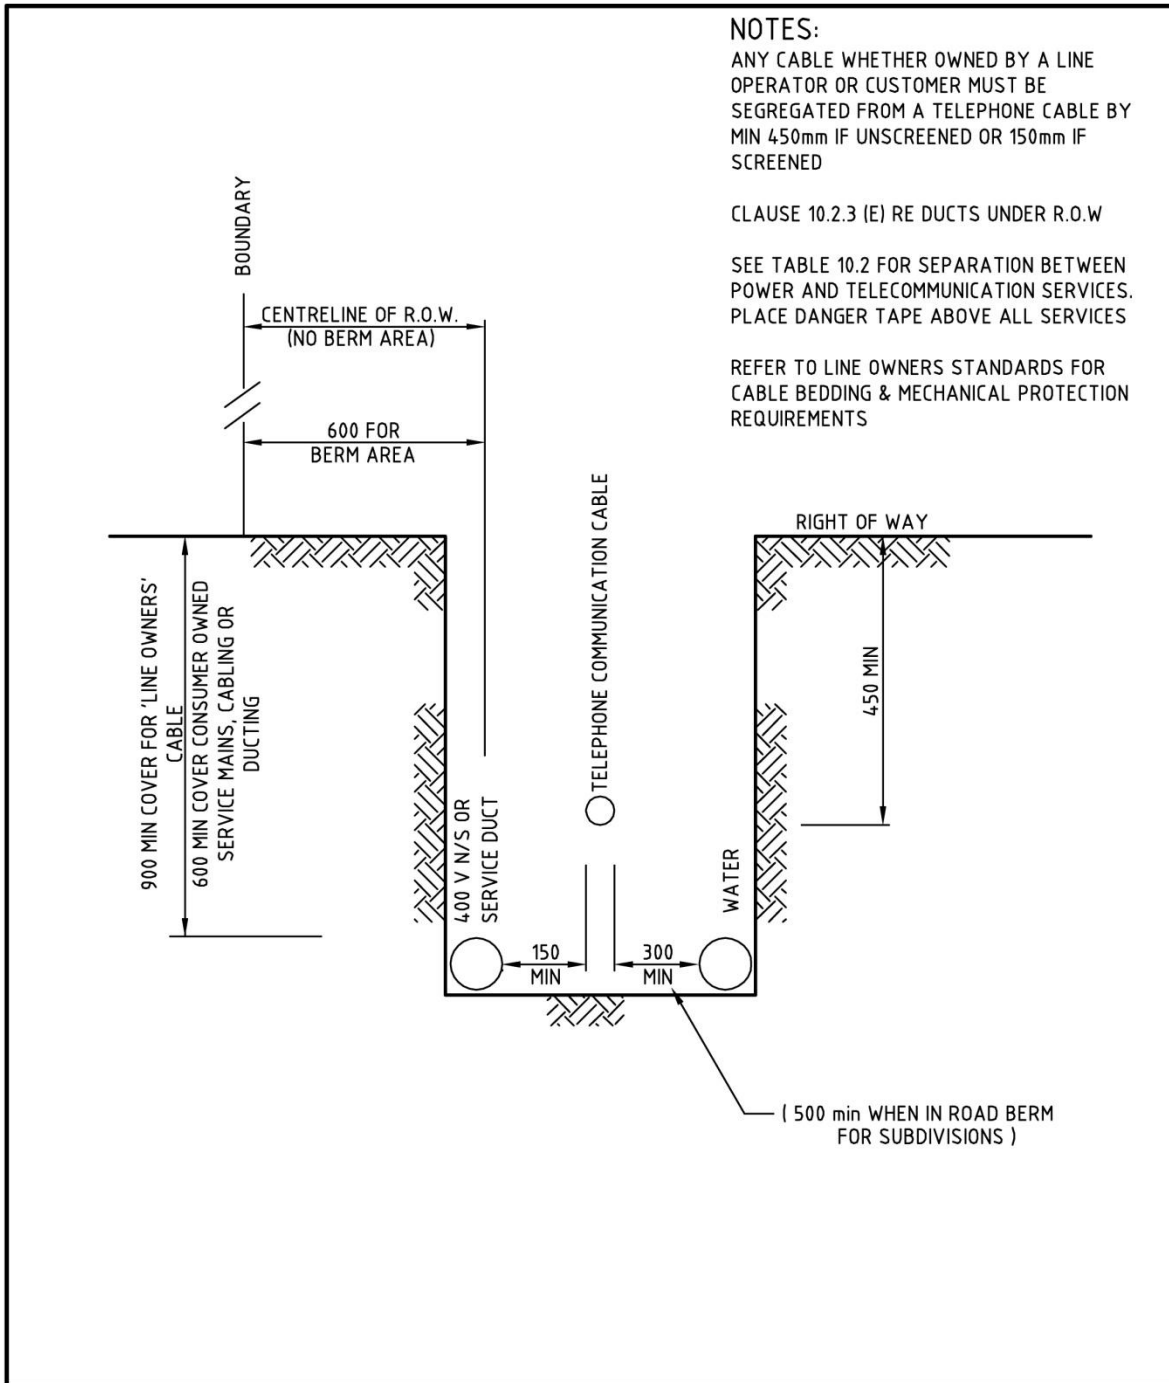 NOTES:
ANY CABLE WHETHER OWNED BY A LINE
OPERATOR OR CUSTOMER MUST BE
SEGREGATED FROM A TELEPHONE CABLE BY
MIN 450mm IF UNSCREENED OR 150mm IF
SCREENED
CLAUSE 10.2.3 (E) RE DUCTS UNDER R.O.W
SEE TABLE 10.2 FOR SEPARATION BETWEEN
POWER AND TELECOMMUNICATION SERVICES.
PLACE DANGER TAPE ABOVE ALL SERVICES
REFER TO LINE OWNERS STANDARDS FOR
CABLE BEDDING & MECHANICAL PROTECTION
REQUIREMENTS
BOUNDARY
CENTRELINE OF R.O.W.
(NO BERM AREA)
600 FOR
BERM AREA
RIGHT OF WAY
900 MIN COVER FOR 'LINE OWNERS'
CABLE
600 MIN COVER CONSUMER OWNED
SERVICE MAINS, CABLING OR
DUCTING
TELEPHONE COMMUNICATION CABLE
450 MIN
400 V N/S OR
SERVICE DUCT
WATER
150
MIN
300
MIN
( 500 min WHEN IN ROAD BERM
FOR SUBDIVISIONS )